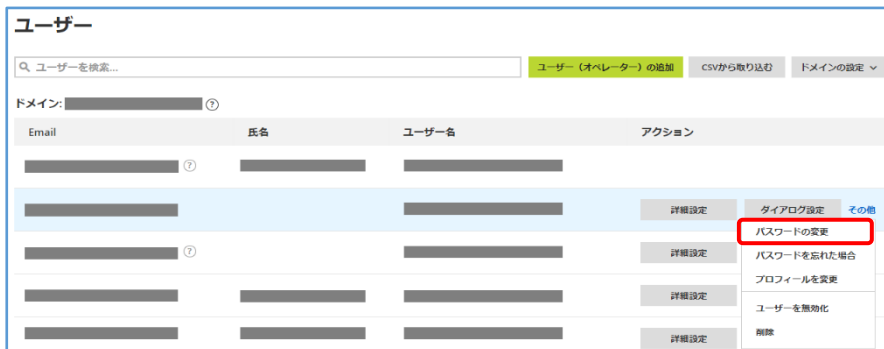 ユーザー
ユーザーを検索... ユーザー（オペレーター）の追加 CSVから取り込む ドメインの設定
ドメイン: ?
Email 氏名 ユーザー名 アクション
?
詳細設定 ダイアログ設定 その他
パスワードの変更
? 詳細設定 パスワードを忘れた場合
プロフィールを変更
詳細設定
ユーザーを無効化
詳細設定 削除